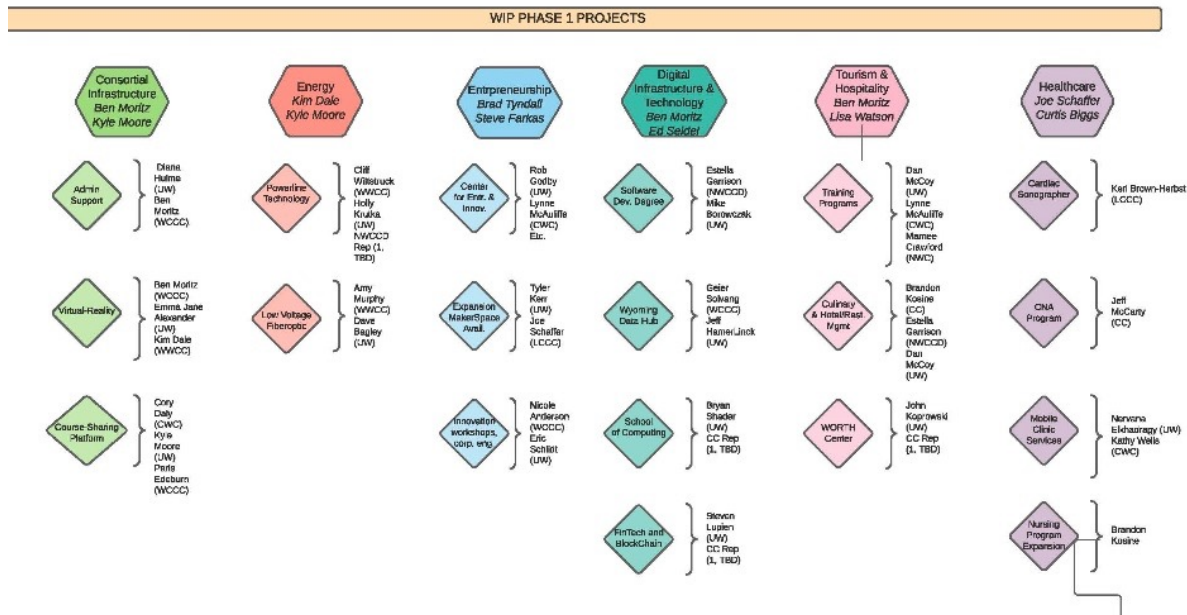 WIP PHASE 1 PROJECTS
Consortial
Infrastructure
Ben Moritz
Kyle Moore
Energy
Kim Dale
Kyle Moore
Entrpreneurship
Brad Tyndall
Steve Farkas
Digital
Infrastructure &
Technology
Ben Moritz
Ed Seidel
Tourism &
Hospitality
Ben Moritz
Lisa Watson
Healthcare
Joe Schaffer
Curtis Biggs
Admin
Support
Diana
Hulme
(UW)
Ben
Moritz
(WCCC)
Powerline
Technology
Cliff
Wittstruck
(WWCC)
Holly
Krutka
(UW)
NWCCD
Rep (1,
TBD)
Center
for Entr. &
Innov.
Rob
Godby
(UW)
Lynne
McAuliffe
(CWC)
Etc.
Software
Dev. Degree
Estella
Garrison
(NWCCD)
Mike
Borowczak
(UW)
Training
Programs
Dan
McCoy
(UW)
Lynne
McAuliffe
(CWC)
Crawford
(NWC)
Cardiac
Sonographer
Kari Brown-Herbst
(LCCC)
Virtual-Reality
Ben Moritz
(WCCC)
Emma Jane
Alexander
(UW)
Kim Dale
(WWCC)
Low Voltage
Fiberoptic
Amy
Murphy
(WWCC)
Dave
Bagley
(UW)
Expansion
MakerSpace
Avail.
Tyler
Kerr
(UW)
Joe
Schaffer
(LCCC)
Wyoming
Data Hub
Geier
Solvang
(WCCC)
Jeff
HamerLinck
(UW)
Culinary
& Hotel/Rest.
Mgmt
Brandon
Kosine
(CC)
Estella
Garrison
(NWCCD)
Dan
McCoy
(UW)
CNA
Program
Jeff
McCarty
(CC)
Course-Sharing
Platform
Cory
Daly
(CWC)
Kyle
Moore
(UW)
Paris
Edeburn
(WCCC)
Innovation
workshops,
corp. eng
Nicole
Anderson
(WCCC)
Eric
Schlidt
(UW)
School
of Computing
Bryan
Shader
(UW)
CC Rep
(1, TBD)
WORTH
Center
John
Koprowski
(UW)
CC Rep
(1, TBD)
Mobile
Clinic
Services
Nervana
Elkhadragy (UW)
Kathy Wells
(CWC)
FinTech and
BlockChain
Steven
Lupien
(UW)
CC Rep
(1, TBD)
Nursing
Program
Expansion
Brandon
Kosine